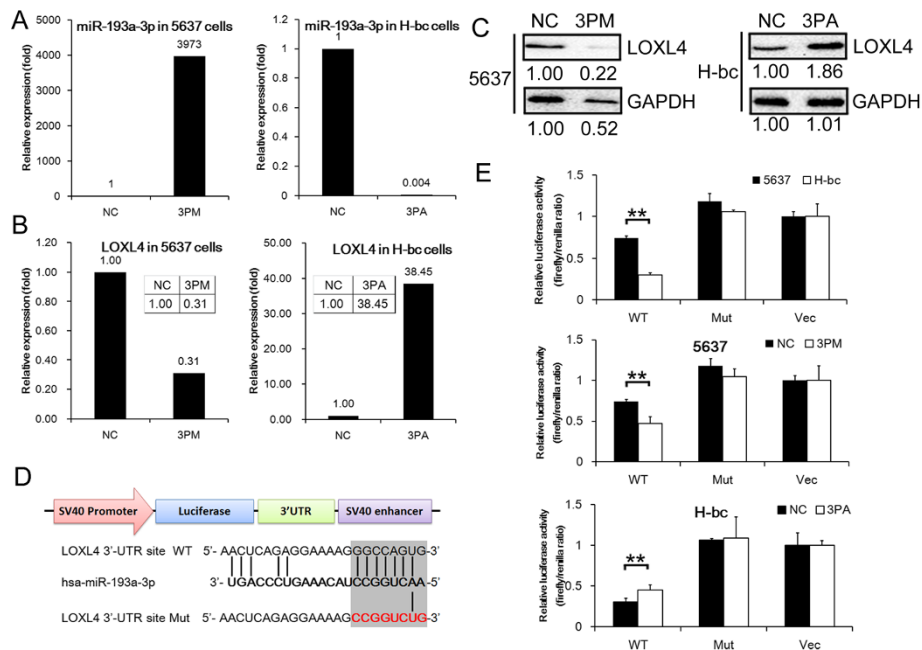 A
miR-193a-3p in 5637 cells
Relative expression (fold)
5000
4000
3000
2000
1000
0
1
3973
NC 3PM
miR-193a-3p in H-bc cells
Relative expression (fold)
1.2
1
0.8
0.6
0.4
0.2
0
1
0.004
NC 3PA
B
LOXL4 in 5637 cells
Relative expression (fold)
1.20
1.00
0.80
0.60
0.40
0.20
0.00
1.00
0.31
NC 3PM
1.00 0.31
NC 3PM
LOXL4 in H-bc cells
Relative expression (fold)
50.00
40.00
30.00
20.00
10.00
0.00
1.00
38.45
NC 3PA
1.00 38.45
NC 3PA
C
NC 3PM
5637
LOXL4
1.00 0.22
GAPDH
1.00 0.52
NC 3PA
H-bc
LOXL4
1.00 1.86
GAPDH
1.00 1.01
D
SV40 Promoter Luciferase 3'UTR SV40 enhancer
LOXL4 3'-UTR site WT 5'- AACUCAGAGGAAAAGGGCCAGUG-3'
hsa-miR-193a-3p 3'- UGACCCUGAAACAUCCGGUCAA-5'
LOXL4 3'-UTR site Mut 5'- AACUCAGAGGAAAAGCCGGUCUG-3'
E
Relative luciferase activity
(firefly/renilla ratio)
1.5
1
0.5
0
5637 H-bc
**
WT Mut Vec
Relative luciferase activity
(firefly/renilla ratio)
1.5
1
0.5
0
5637
NC 3PM
**
WT Mut Vec
Relative luciferase activity
(firefly/renilla ratio)
1.5
1
0.5
0
H-bc
NC 3PA
**
WT Mut Vec